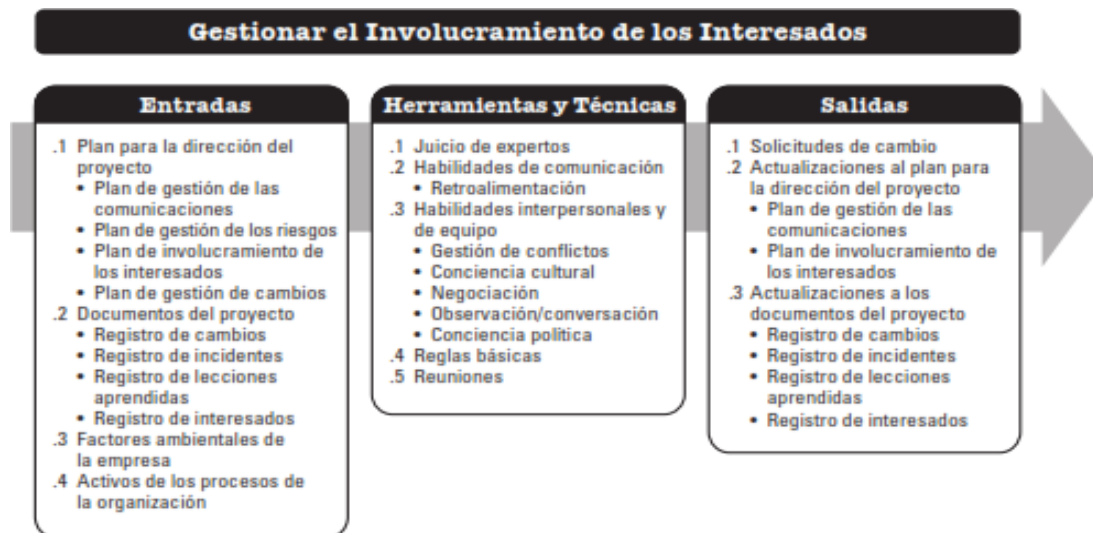 Gestionar el Involucramiento de los Interesados
Entradas
.1 Plan para la dirección del
proyecto
• Plan de gestión de las
comunicaciones
• Plan de gestión de los riesgos
• Plan de involucramiento de
los interesados
• Plan de gestión de cambios
.2 Documentos del proyecto
• Registro de cambios
• Registro de incidentes
• Registro de lecciones
aprendidas
• Registro de interesados
.3 Factores ambientales de
la empresa
.4 Activos de los procesos de
la organización
Herramientas y Técnicas
.1 Juicio de expertos
.2 Habilidades de comunicación
• Retroalimentación
.3 Habilidades interpersonales y
de equipo
• Gestión de conflictos
• Conciencia cultural
• Negociación
• Observación/conversación
• Conciencia política
.4 Reglas básicas
.5 Reuniones
Salidas
.1 Solicitudes de cambio
.2 Actualizaciones al plan para
la dirección del proyecto
• Plan de gestión de las
comunicaciones
• Plan de involucramiento de
los interesados
.3 Actualizaciones a los
documentos del proyecto
• Registro de cambios
• Registro de incidentes
• Registro de lecciones
aprendidas
• Registro de interesados